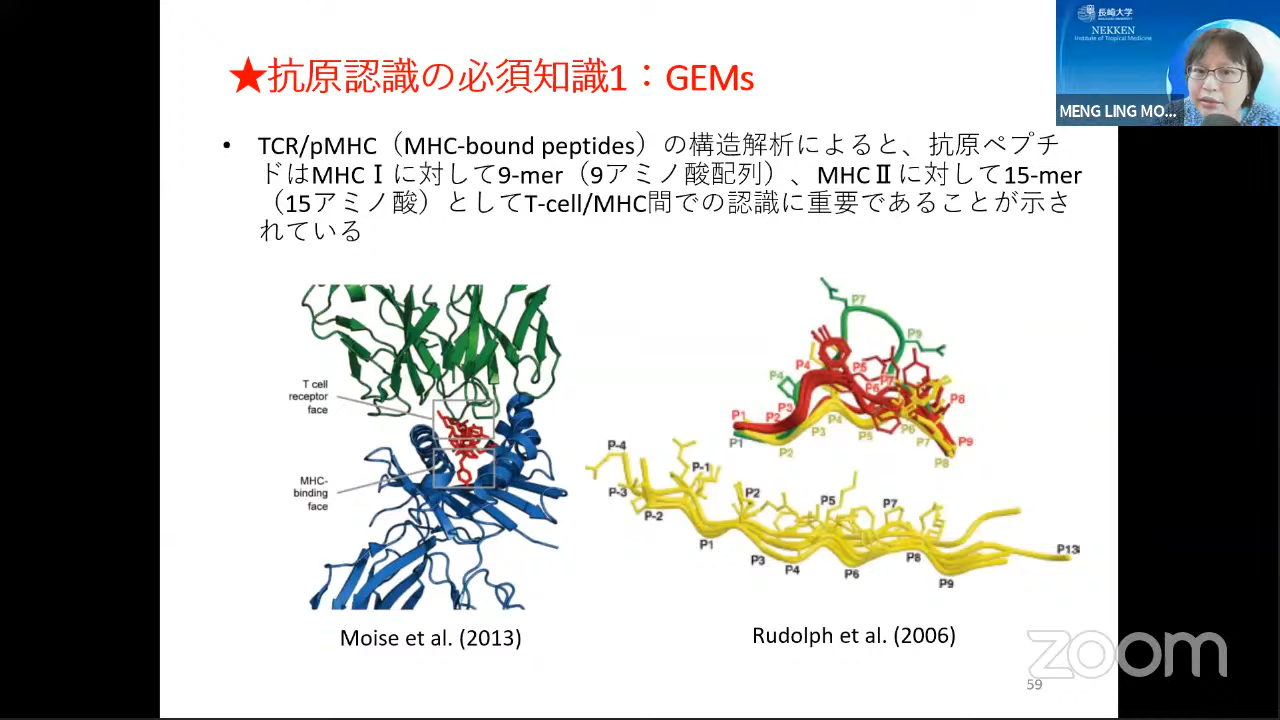 長崎大学
NEKKEN
Institute of Tropical Medicine
MENG LING MO...
★抗原認識の必須知識1：GEMs
• TCR/pMHC（MHC-bound peptides）の構造解析によると、抗原ペプチ
ドはMHCⅠに対して9-mer（9アミノ酸配列）、MHCⅡに対して15-mer
（15アミノ酸）としてT-cell/MHC間での認識に重要であることが示さ
れている
T cell
receptor
face
MHC-
binding
face
P7
P9
P4
P5
P4
P6
P7
P3
P8
P1
P2
P4
P6
P1
P3
P5
P7
P9
P2
P8
P-4
P-1
P-3
P2
P5
P7
P-2
P1
P3
P4
P6
P8
P13
P9
Moise et al. (2013)
Rudolph et al. (2006)
zoom
59